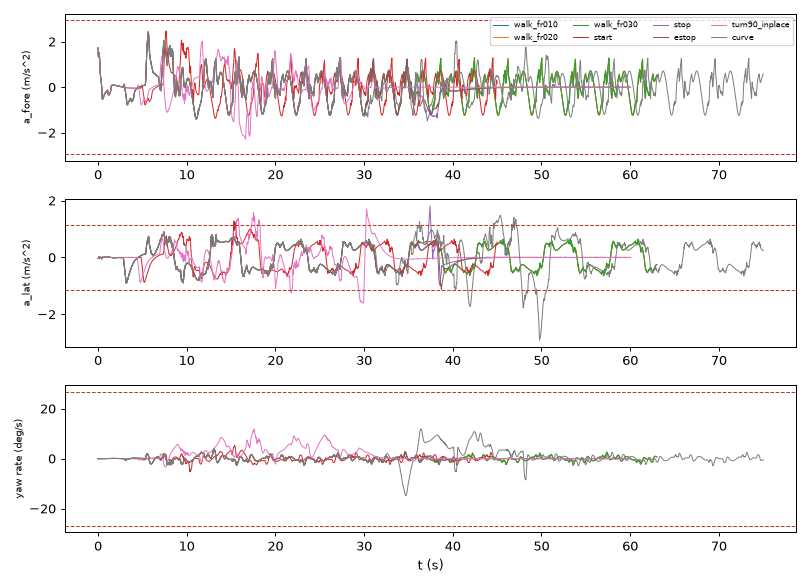 walk_fr010 walk_fr030 stop turn90_inplace
walk_fr020 start estop curve
a_fore (m/s^2)
2
0
−2
0 10 20 30 40 50 60 70
a_lat (m/s^2)
2
0
−2
0 10 20 30 40 50 60 70
yaw rate (deg/s)
20
0
−20
0 10 20 30 40 50 60 70
t (s)